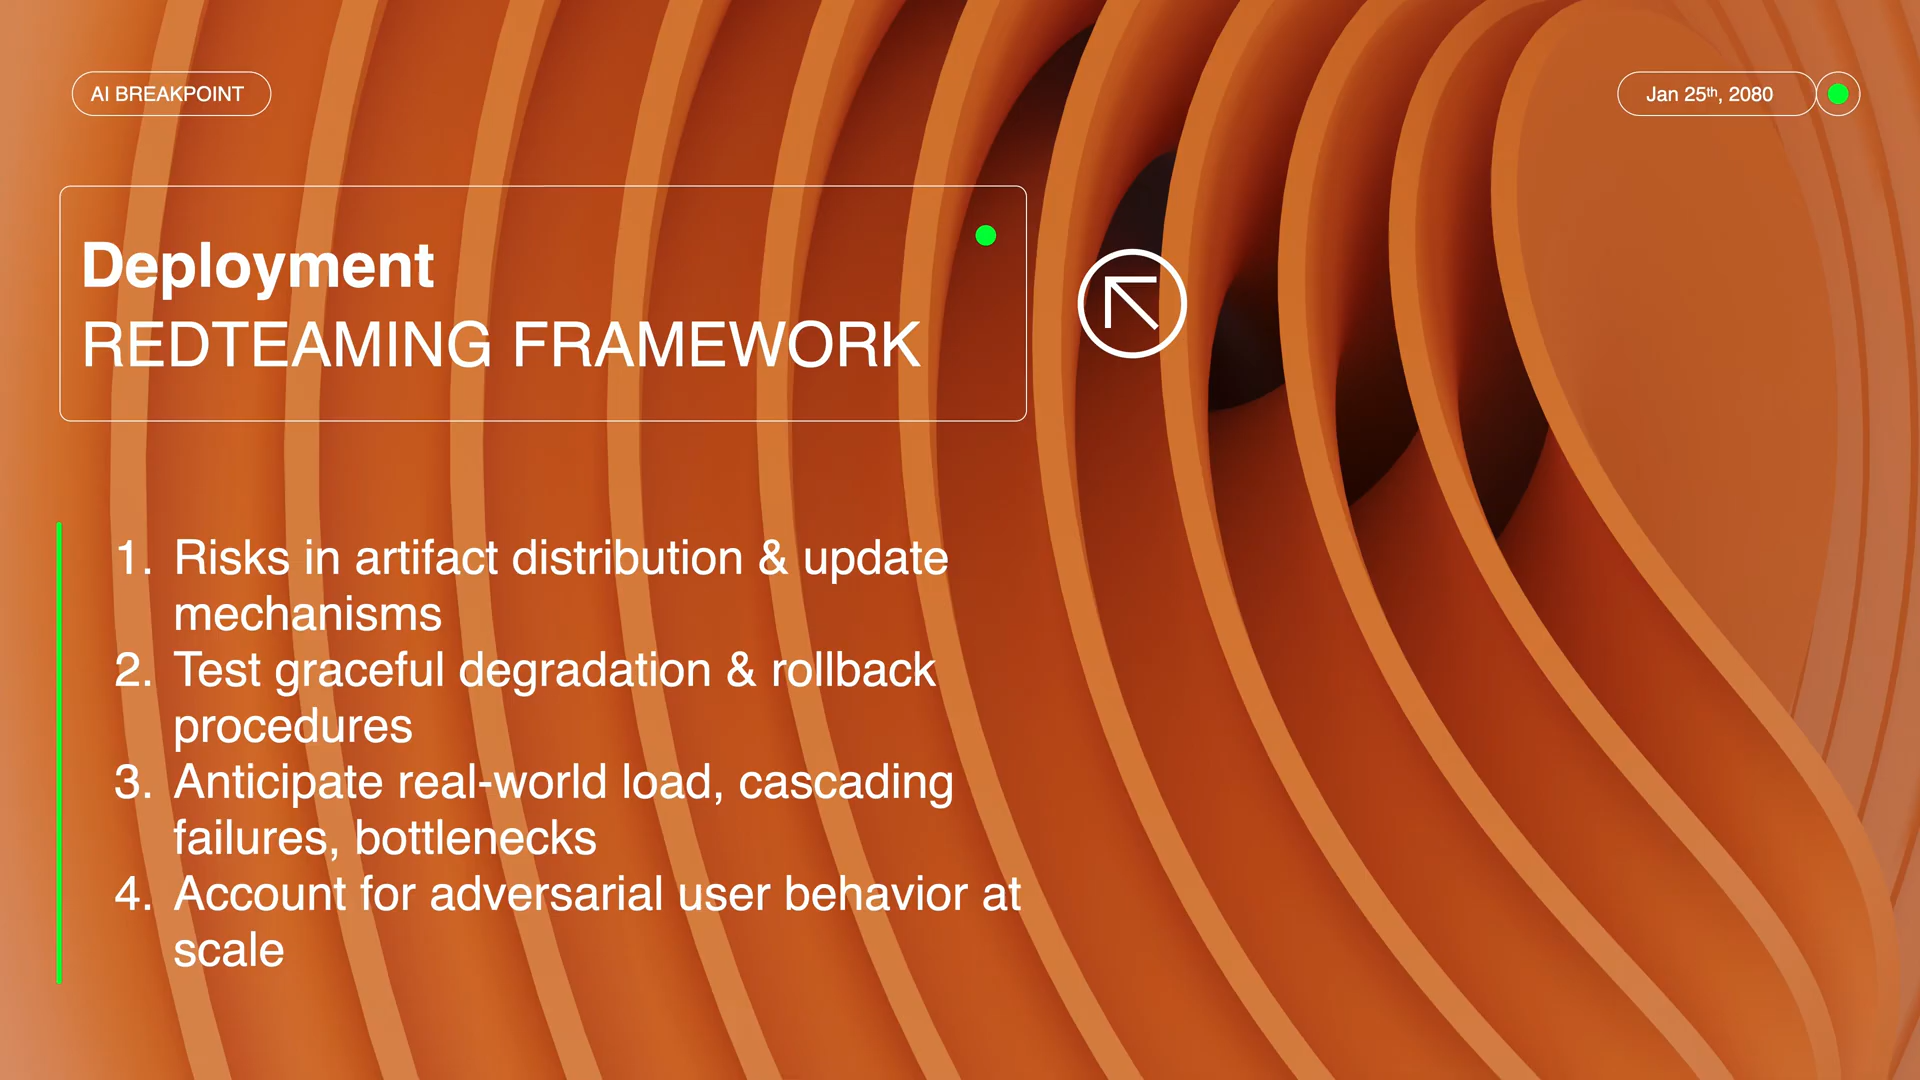 AI BREAKPOINT
Jan 25th, 2080
Deployment
REDTEAMING FRAMEWORK
1. Risks in artifact distribution & update
mechanisms
2. Test graceful degradation & rollback
procedures
3. Anticipate real-world load, cascading
failures, bottlenecks
4. Account for adversarial user behavior at
scale